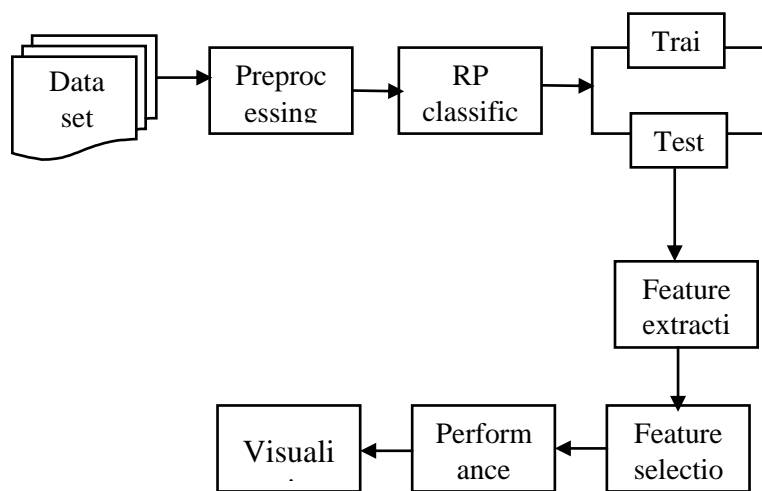 Data
set
Preproc
essing
RP
classific
Trai
Test
Feature
extracti
Feature
selectio
Perform
ance
Visuali